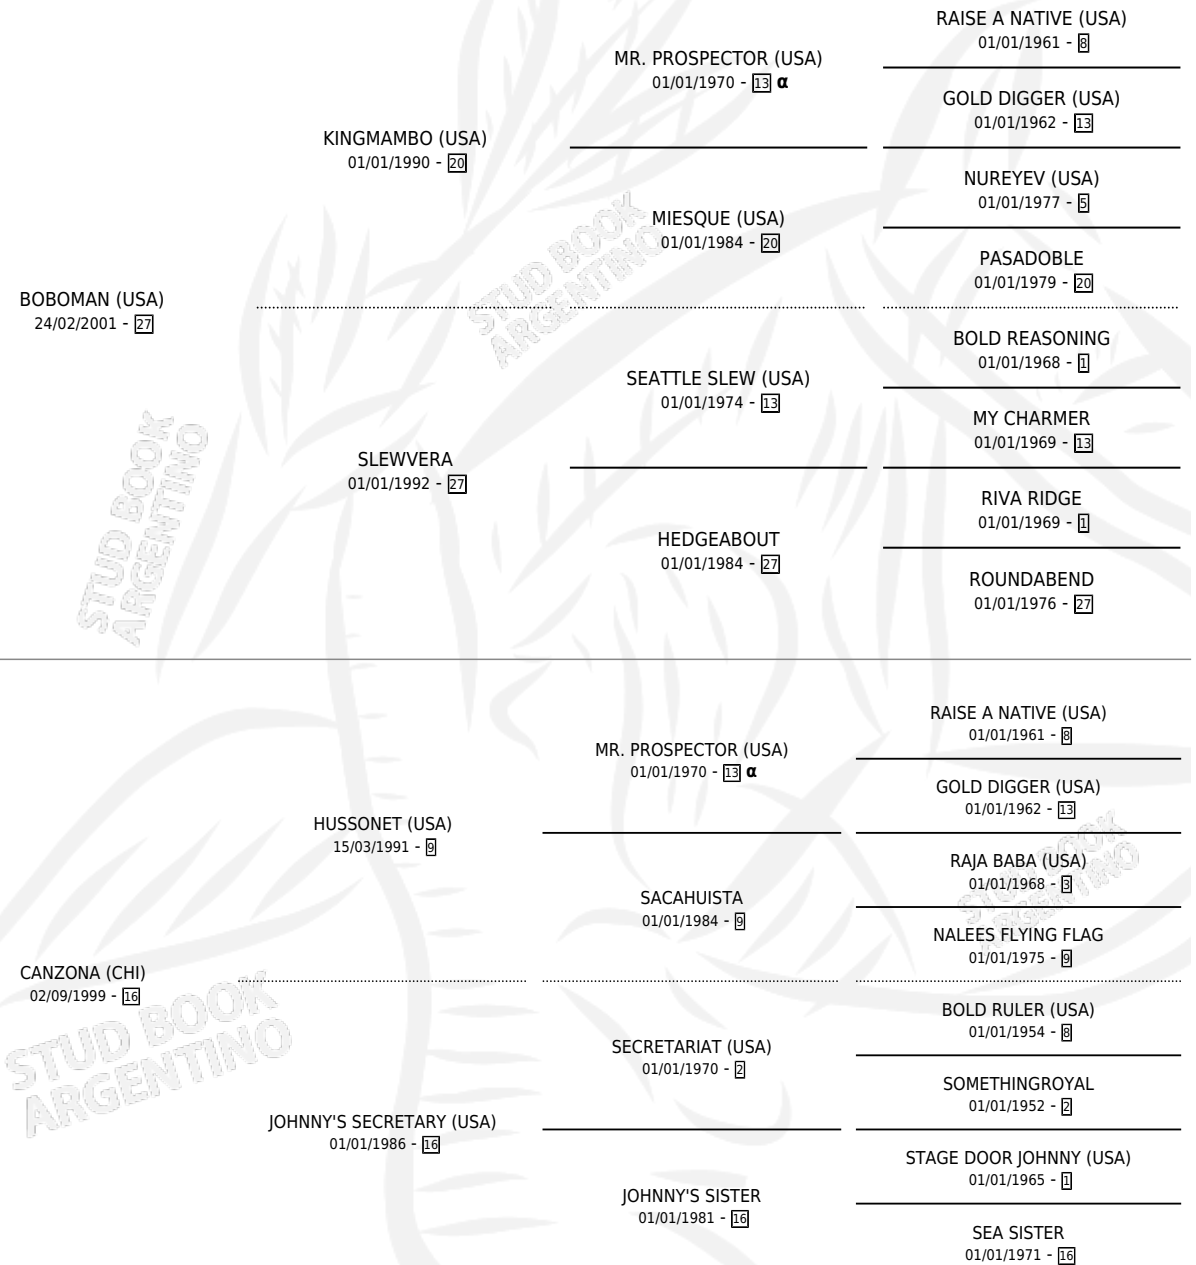 RAISE A NATIVE (USA)
01/01/1961 - 8
MR. PROSPECTOR (USA)
01/01/1970 - 13 α
GOLD DIGGER (USA)
01/01/1962 - 13
KINGMAMBO (USA)
01/01/1990 - 20
NUREYEV (USA)
01/01/1977 - 5
MIESQUE (USA)
01/01/1984 - 20
PASADOBLE
01/01/1979 - 20
BOBOMAN (USA)
24/02/2001 - 27
BOLD REASONING
01/01/1968 - 1
SEATTLE SLEW (USA)
01/01/1974 - 13
MY CHARMER
01/01/1969 - 13
SLEWVERA
01/01/1992 - 27
RIVA RIDGE
01/01/1969 - 1
HEDGEABOUT
01/01/1984 - 27
ROUNDABEND
01/01/1976 - 27
RAISE A NATIVE (USA)
01/01/1961 - 8
MR. PROSPECTOR (USA)
01/01/1970 - 13 α
GOLD DIGGER (USA)
01/01/1962 - 13
HUSSONET (USA)
15/03/1991 - 9
RAJA BABA (USA)
01/01/1968 - 3
SACAHUISTA
01/01/1984 - 9
NALEES FLYING FLAG
01/01/1975 - 9
CANZONA (CHI)
02/09/1999 - 16
BOLD RULER (USA)
01/01/1954 - 8
SECRETARIAT (USA)
01/01/1970 - 2
SOMETHINGROYAL
01/01/1952 - 2
JOHNNY'S SECRETARY (USA)
01/01/1986 - 16
STAGE DOOR JOHNNY (USA)
01/01/1965 - 1
JOHNNY'S SISTER
01/01/1981 - 16
SEA SISTER
01/01/1971 - 16
STUD BOOK
ARGENTINO
STUD BOOK
ARGENTINO
STUD BOOK
ARGENTINO
STUD BOOK
ARGENTINO